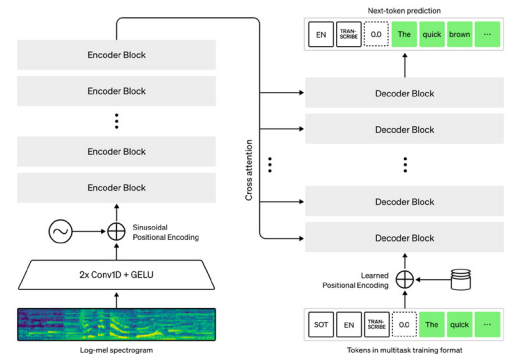 Next-token prediction
EN
TRAN-
SCRIBE
0.0
The
quick
brown
...
Encoder Block
Encoder Block
Encoder Block
Encoder Block
Sinusoidal
Positional Encoding
2x Conv1D + GELU
Log-mel spectrogram
Cross attention
Decoder Block
Decoder Block
Decoder Block
Decoder Block
Learned
Positional Encoding
SOT
EN
TRAN-
SCRIBE
0.0
The
quick
...
Tokens in multitask training format